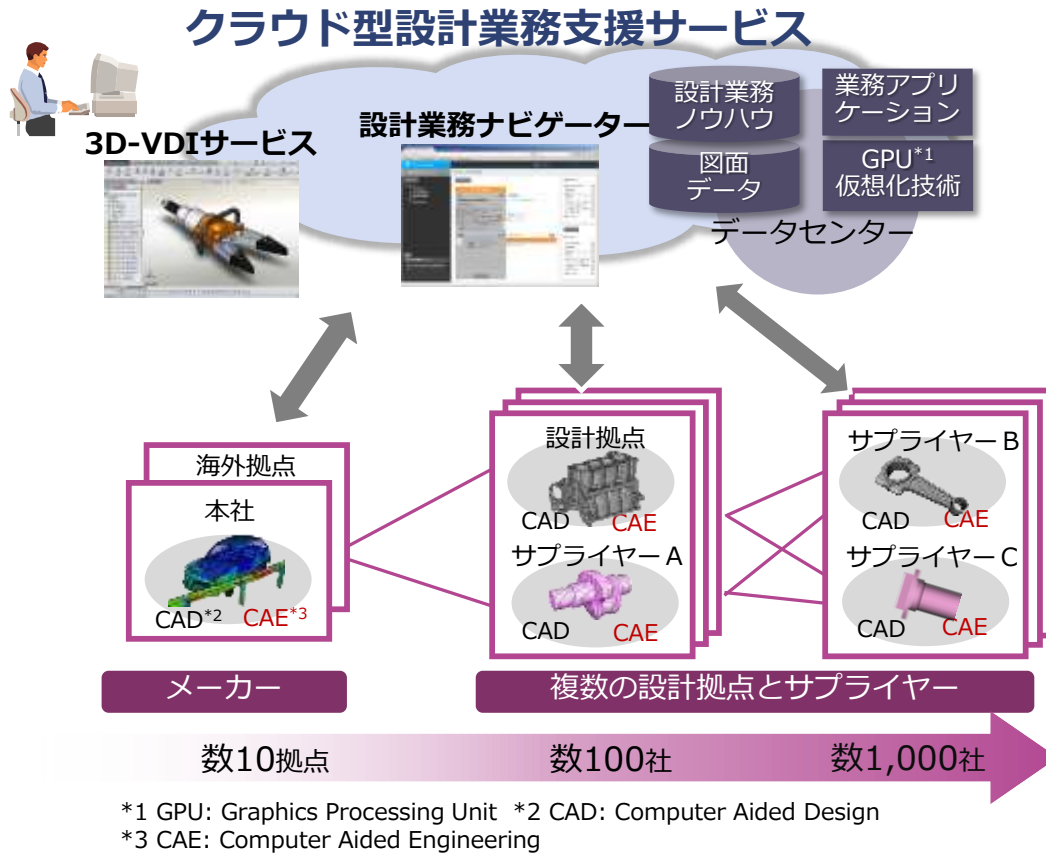 クラウド型設計業務支援サービス
3D-VDIサービス
設計業務ナビゲーター
設計業務
ノウハウ
業務アプリ
ケーション
図面
データ
GPU*1
仮想化技術
データセンター
海外拠点
本社
CAD*2 CAE*3
設計拠点
CAD CAE
サプライヤー A
CAD CAE
サプライヤー B
CAD CAE
サプライヤー C
CAD CAE
メーカー
複数の設計拠点とサプライヤー
数10拠点
数100社
数1,000社
*1 GPU: Graphics Processing Unit *2 CAD: Computer Aided Design
*3 CAE: Computer Aided Engineering